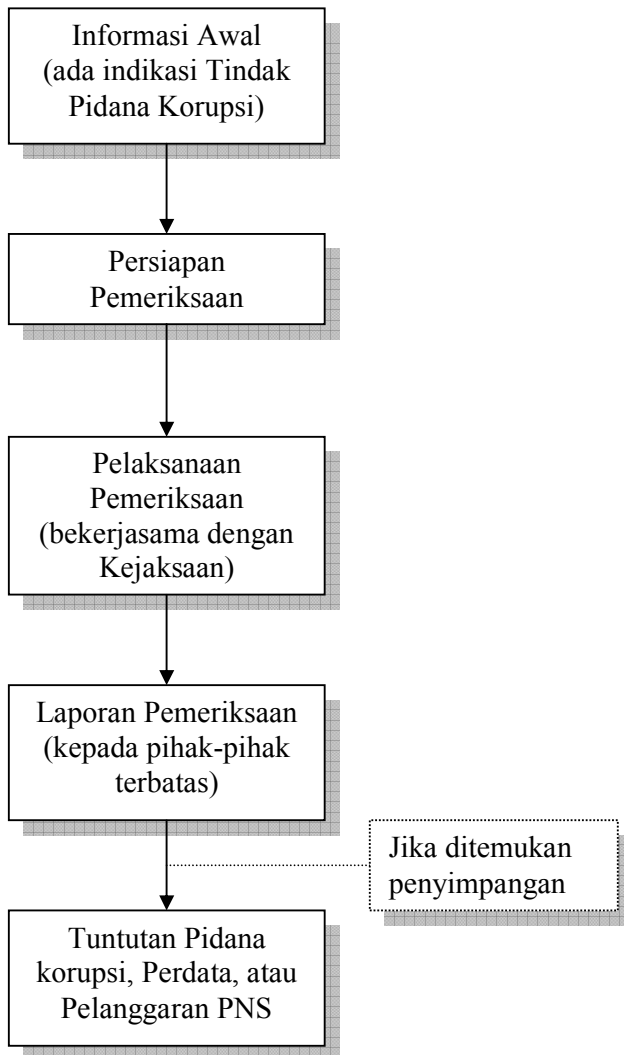 Informasi Awal
(ada indikasi Tindak
Pidana Korupsi)
Persiapan
Pemeriksaan
Pelaksanaan
Pemeriksaan
(bekerjasama dengan
Kejaksaan)
Laporan Pemeriksaan
(kepada pihak-pihak
terbatas)
Jika ditemukan
penyimpangan
Tuntutan Pidana
korupsi, Perdata, atau
Pelanggaran PNS